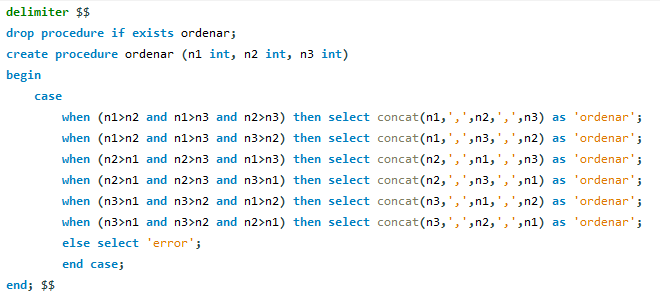 delimiter $$
drop procedure if exists ordenar;
create procedure ordenar (n1 int, n2 int, n3 int)
begin
    case
        when (n1>n2 and n1>n3 and n2>n3) then select concat(n1,',',n2,',',n3) as 'ordenar';
        when (n1>n2 and n1>n3 and n3>n2) then select concat(n1,',',n3,',',n2) as 'ordenar';
        when (n2>n1 and n2>n3 and n1>n3) then select concat(n2,',',n1,',',n3) as 'ordenar';
        when (n2>n1 and n2>n3 and n3>n1) then select concat(n2,',',n3,',',n1) as 'ordenar';
        when (n3>n1 and n3>n2 and n1>n2) then select concat(n3,',',n1,',',n2) as 'ordenar';
        when (n3>n1 and n3>n2 and n2>n1) then select concat(n3,',',n2,',',n1) as 'ordenar';
        else select 'error';
        end case;
end; $$